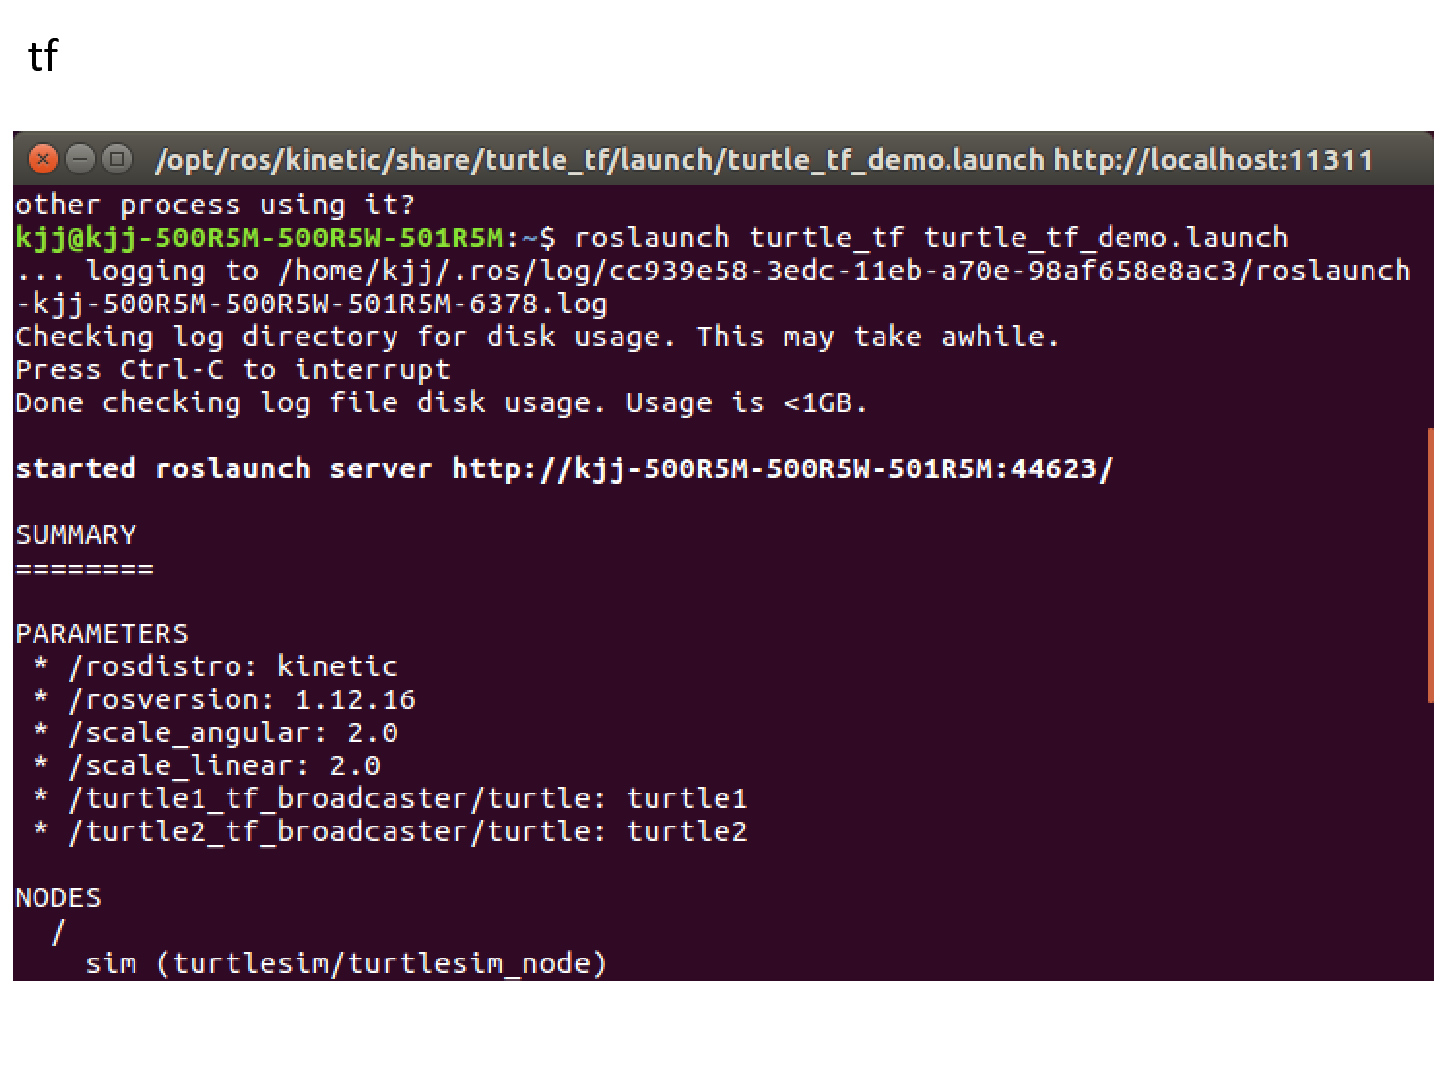 tf
/opt/ros/kinetic/share/turtle_tf/launch/turtle_tf_demo.launch http://localhost:11311
other process using it?
kjj@kjj-500R5M-500R5W-501R5M:~$ roslaunch turtle_tf turtle_tf_demo.launch
... logging to /home/kjj/.ros/log/cc939e58-3edc-11eb-a70e-98af658e8ac3/roslaunch
-kjj-500R5M-500R5W-501R5M-6378.log
Checking log directory for disk usage. This may take awhile.
Press Ctrl-C to interrupt
Done checking log file disk usage. Usage is <1GB.
started roslaunch server http://kjj-500R5M-500R5W-501R5M:44623/
SUMMARY
========
PARAMETERS
* /rosdistro: kinetic
* /rosversion: 1.12.16
* /scale_angular: 2.0
* /scale_linear: 2.0
* /turtle1_tf_broadcaster/turtle: turtle1
* /turtle2_tf_broadcaster/turtle: turtle2
NODES
/
sim (turtlesim/turtlesim_node)